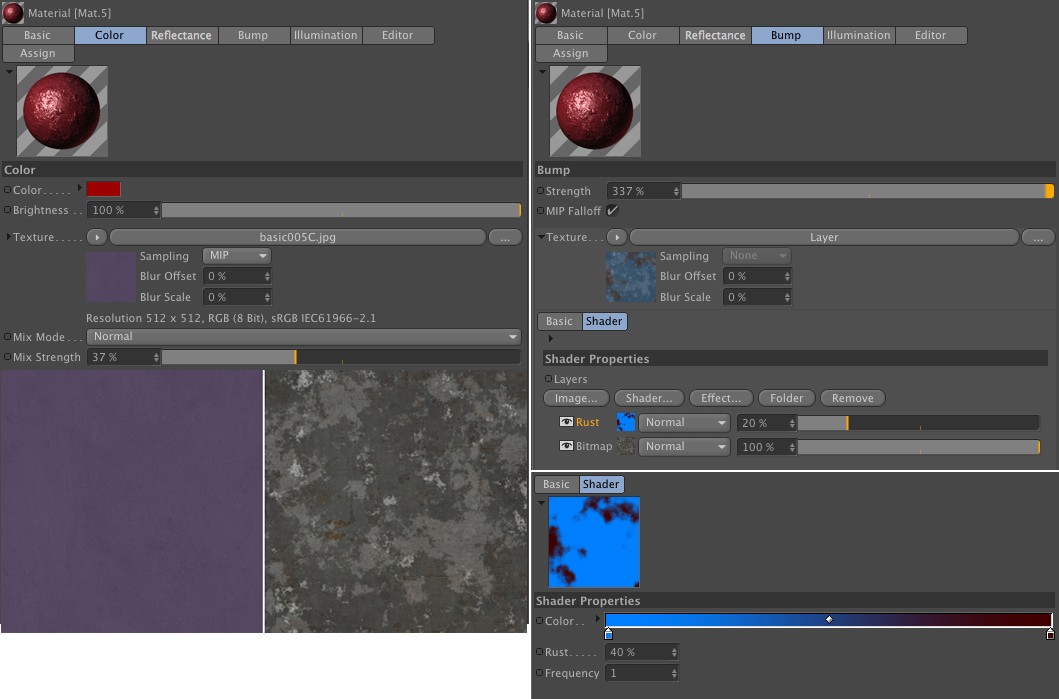 Material [Mat.5]
Basic Color Reflectance Bump Illumination Editor
Assign
Color
Color.....
Brightness .. 100 %
Texture..... basic005C.jpg ...
Sampling MIP
Blur Offset 0 %
Blur Scale 0 %
Resolution 512 x 512, RGB (8 Bit), sRGB IEC61966-2.1
Mix Mode... Normal
Mix Strength 37 %
Material [Mat.5]
Basic Color Reflectance Bump Illumination Editor
Assign
Bump
Strength 337 %
MIP Falloff
Texture... Layer ...
Sampling None
Blur Offset 0 %
Blur Scale 0 %
Basic Shader
Shader Properties
Layers
Image... Shader... Effect... Folder Remove
Rust Normal 20 %
Bitmap Normal 100 %
Basic Shader
Shader Properties
Color..
Rust..... 40 %
Frequency 1